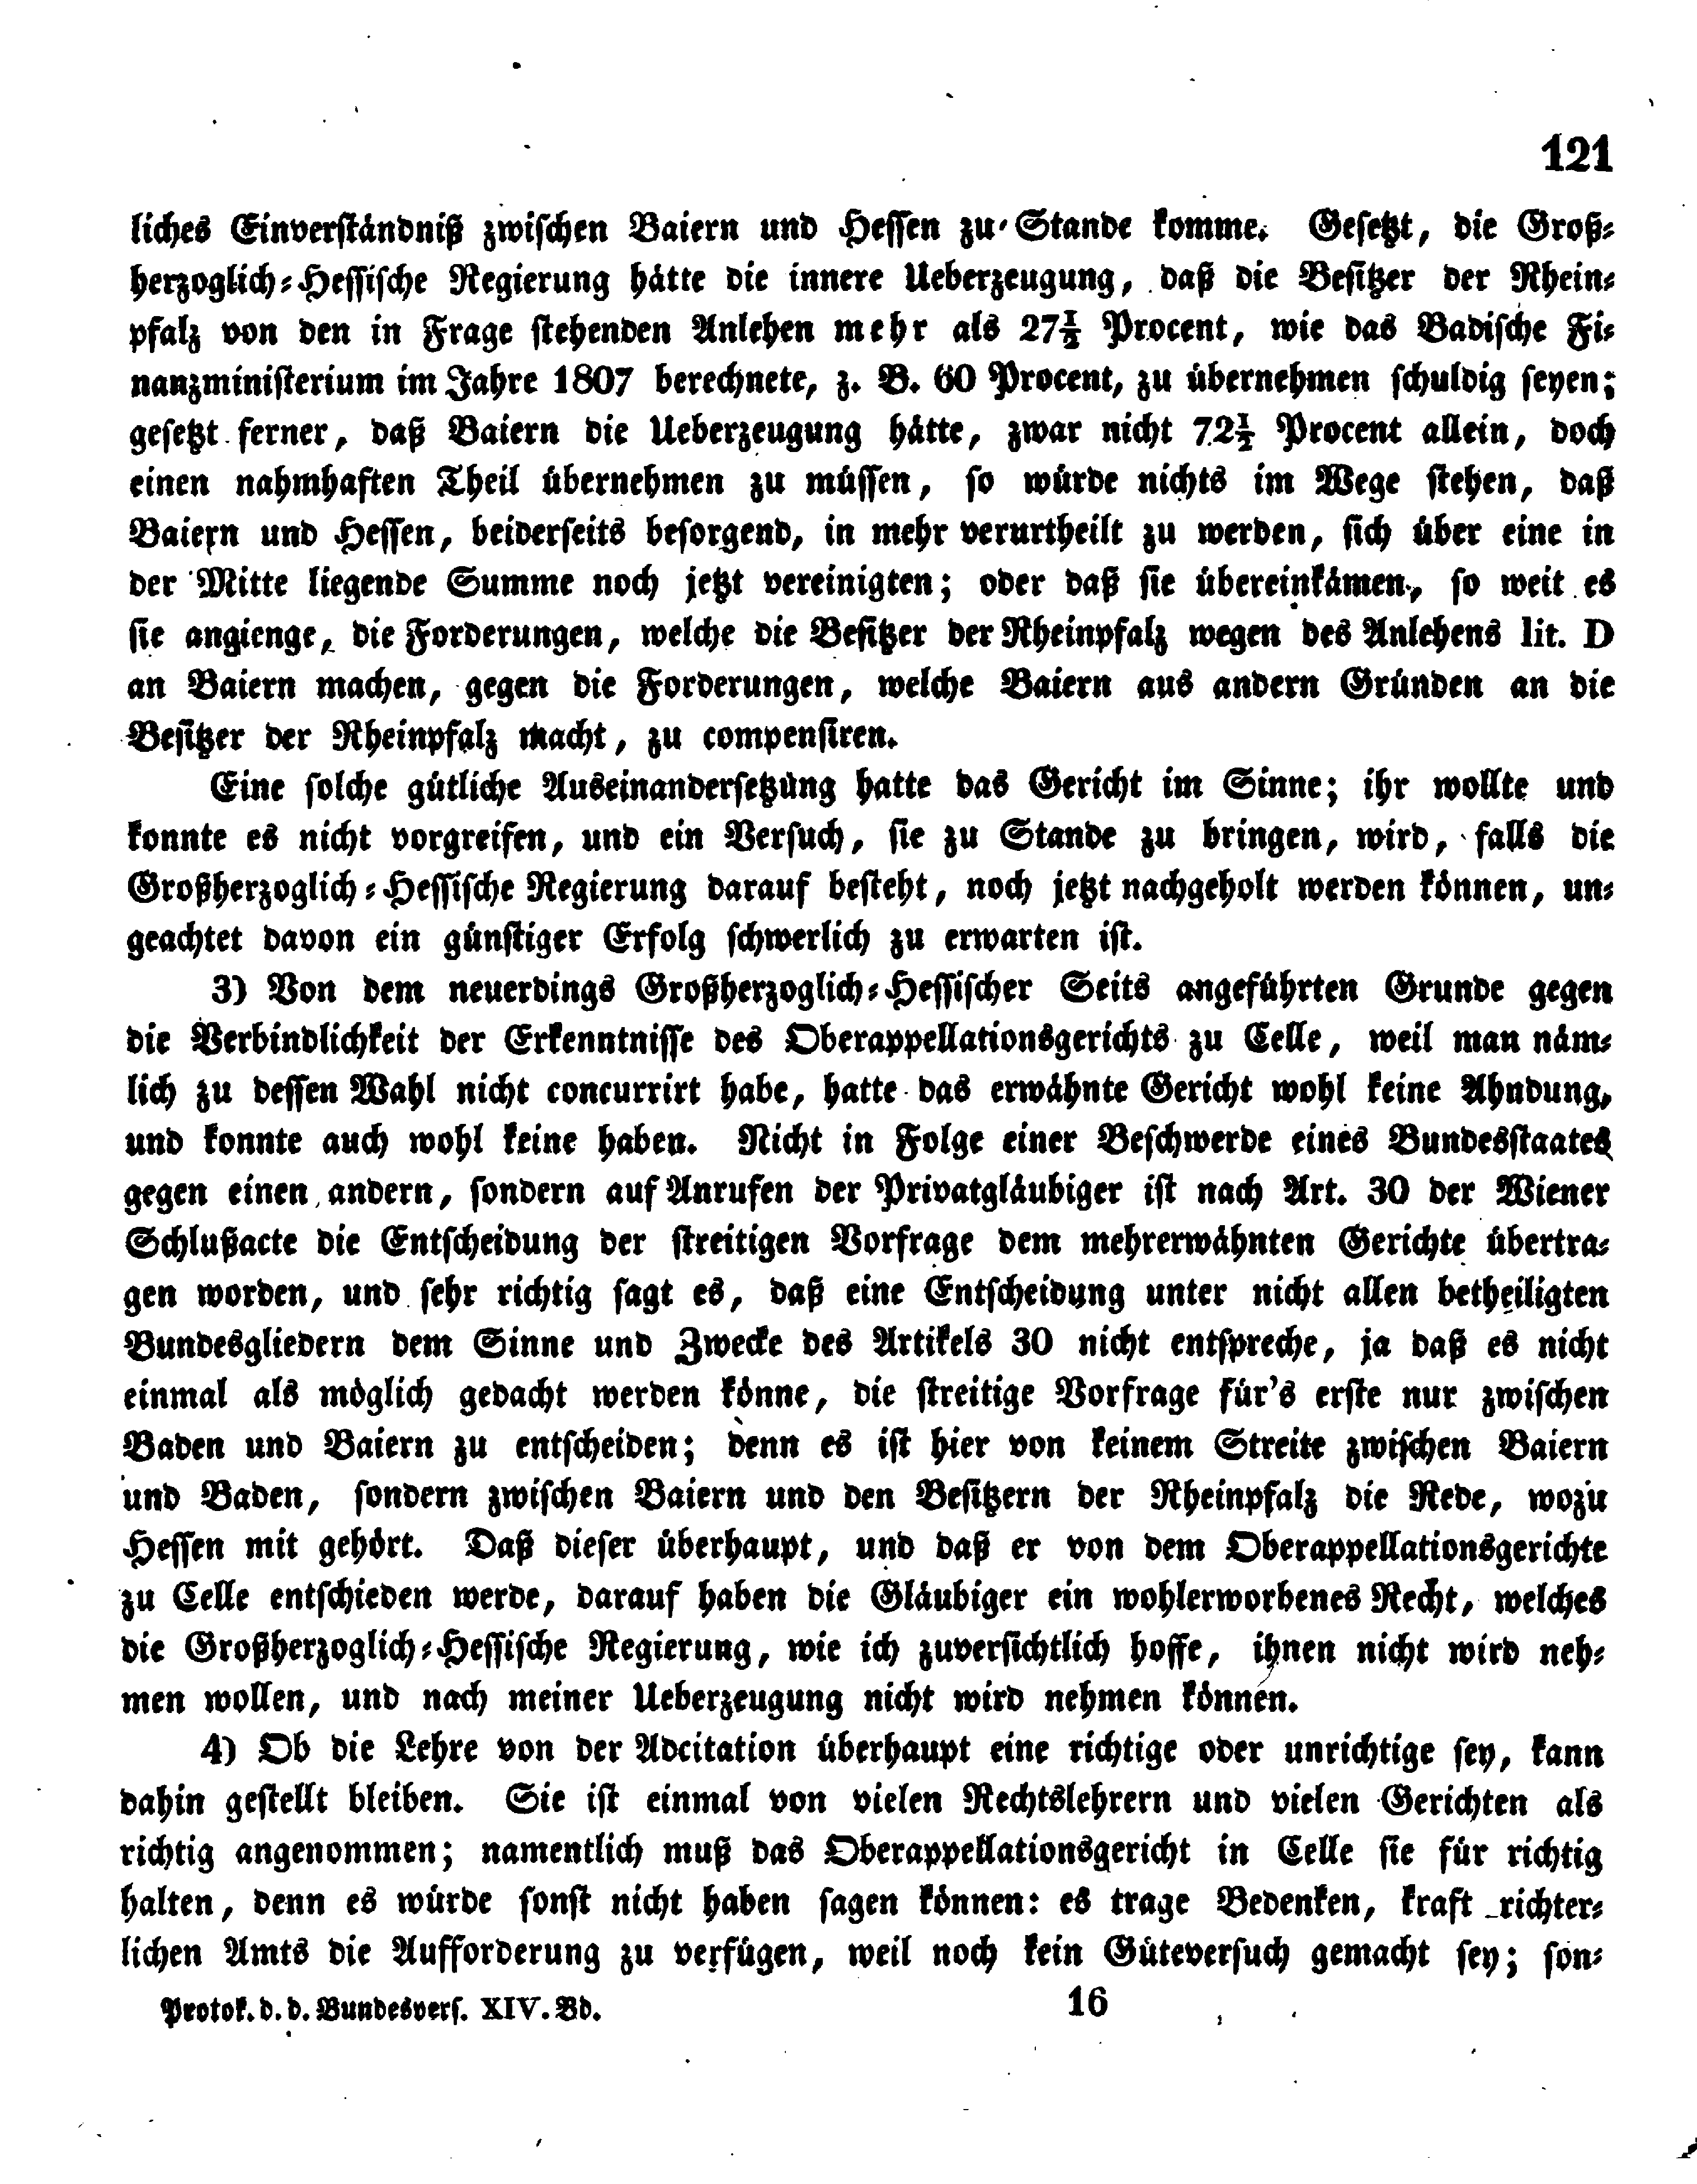 121
liches Einverständniß zwischen Baiern und Hessen zu Stande komme. Gesetzt, die Groß-
herzoglich-Hessische Regierung hätte die innere Ueberzeugung, daß die Besitzer der Rhein-
pfalz von den in Frage stehenden Anlehen mehr als 27½ Procent, wie das Badische Fi-
nanzministerium im Jahre 1807 berechnete, z. B. 60 Procent, zu übernehmen schuldig seyen;
gesetzt ferner, daß Baiern die Ueberzeugung hätte, zwar nicht 72½ Procent allein, doch
einen nahmhaften Theil übernehmen zu müssen, so würde nichts im Wege stehen, daß
Baiern und Hessen, beiderseits besorgend, in mehr verurtheilt zu werden, sich über eine in
der Mitte liegende Summe noch jetzt vereinigten; oder daß sie übereinkämen, so weit es
sie angienge, die Forderungen, welche die Besitzer der Rheinpfalz wegen des Anlehens lit. D
an Baiern machen, gegen die Forderungen, welche Baiern aus andern Gründen an die
Besitzer der Rheinpfalz macht, zu compensiren.
Eine solche gütliche Auseinandersetzung hatte das Gericht im Sinne; ihr wollte und
konnte es nicht vorgreifen, und ein Versuch, sie zu Stande zu bringen, wird, falls die
Großherzoglich-Hessische Regierung darauf besteht, noch jetzt nachgeholt werden können, un-
geachtet davon ein günstiger Erfolg schwerlich zu erwarten ist.
3) Von dem neuerdings Großherzoglich-Hessischer Seits angeführten Grunde gegen
die Verbindlichkeit der Erkenntnisse des Oberappellationsgerichts zu Celle, weil man näm-
lich zu dessen Wahl nicht concurrirt habe, hatte das erwähnte Gericht wohl keine Ahndung,
und konnte auch wohl keine haben. Nicht in Folge einer Beschwerde eines Bundesstaates
gegen einen andern, sondern auf Anrufen der Privatgläubiger ist nach Art. 30 der Wiener
Schlußacte die Entscheidung der streitigen Vorfrage dem mehrerwähnten Gerichte übertra-
gen worden, und sehr richtig sagt es, daß eine Entscheidung unter nicht allen betheiligten
Bundesgliedern dem Sinne und Zwecke des Artikels 30 nicht entspreche, ja daß es nicht
einmal als möglich gedacht werden könne, die streitige Vorfrage für's erste nur zwischen
Baden und Baiern zu entscheiden; denn es ist hier von keinem Streite zwischen Baiern
und Baden, sondern zwischen Baiern und den Besitzern der Rheinpfalz die Rede, wozu
Hessen mit gehört. Daß dieser überhaupt, und daß er von dem Oberappellationsgerichte
zu Celle entschieden werde, darauf haben die Gläubiger ein wohlerworbenes Recht, welches
die Großherzoglich-Hessische Regierung, wie ich zuversichtlich hoffe, ihnen nicht wird neh-
men wollen, und nach meiner Ueberzeugung nicht wird nehmen können.
4) Ob die Lehre von der Adcitation überhaupt eine richtige oder unrichtige sey, kann
dahin gestellt bleiben. Sie ist einmal von vielen Rechtslehrern und vielen Gerichten als
richtig angenommen; namentlich muß das Oberappellationsgericht in Celle sie für richtig
halten, denn es würde sonst nicht haben sagen können: es trage Bedenken, kraft richter-
lichen Amts die Aufforderung zu verfügen, weil noch kein Güteversuch gemacht sey; son-
Protok. d. d. Bundesvers. XIV. Bd. 16